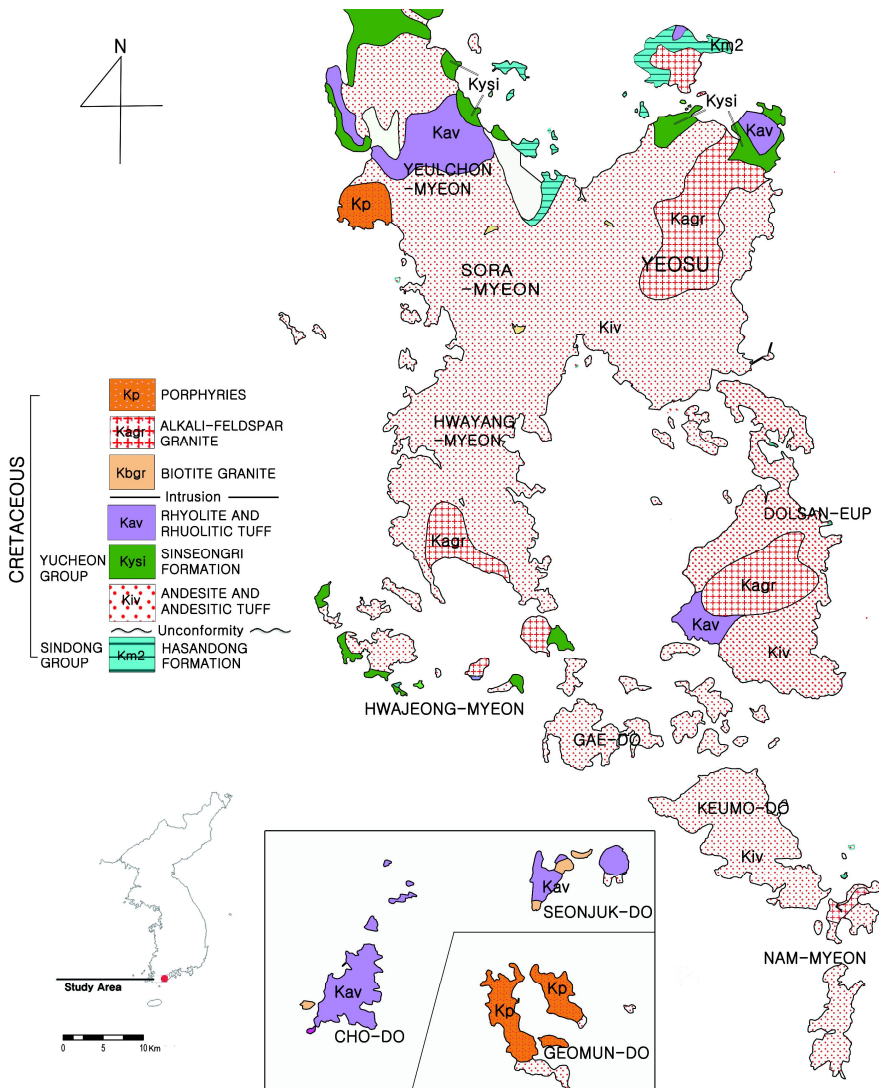 N
Km2
Kysi
Kysi
Kav
Kav
YEULCHON
-MYEON
Kp
Kagr
SORA
-MYEON
YEOSU
Kiv
CRETACEOUS
Kp PORPHYRIES
Kagr ALKALI-FELDSPAR
GRANITE
Kbgr BIOTITE GRANITE
Intrusion
Kav RHYOLITE AND
RHUOLITIC TUFF
YUCHEON
GROUP
Kysi SINSEONGRI
FORMATION
Kiv ANDESITE AND
ANDESITIC TUFF
Unconformity
SINDONG
GROUP
Km2 HASANDONG
FORMATION
HWAYANG
-MYEON
DOLSAN-EUP
Kagr
Kagr
Kav
Kiv
HWAJEONG-MYEON
GAE-DO
KEUMO-DO
Kiv
NAM-MYEON
Kav
SEONJUK-DO
Kav
CHO-DO
Kp
Kp
GEOMUN-DO
Study Area
0 5 10Km